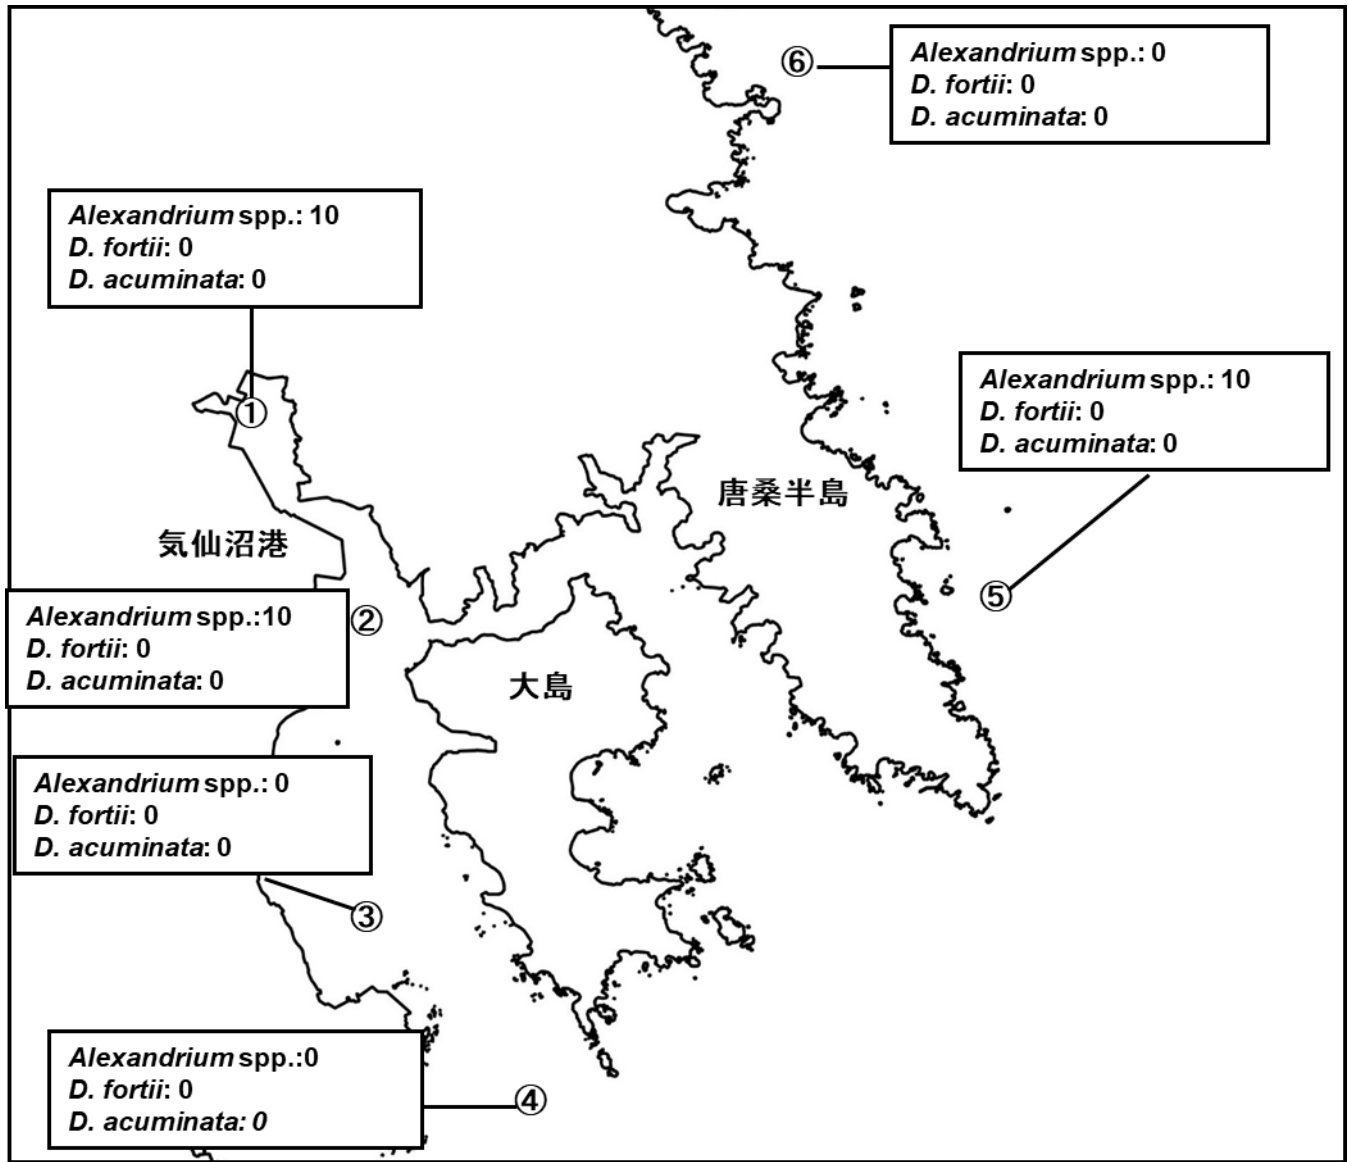 ⑥
Alexandrium spp.: 0
D. fortii: 0
D. acuminata: 0
Alexandrium spp.: 10
D. fortii: 0
D. acuminata: 0
①
Alexandrium spp.: 10
D. fortii: 0
D. acuminata: 0
唐桑半島
気仙沼港
⑤
Alexandrium spp.:10
D. fortii: 0
D. acuminata: 0
②
大島
Alexandrium spp.: 0
D. fortii: 0
D. acuminata: 0
③
Alexandrium spp.:0
D. fortii: 0
D. acuminata: 0
④